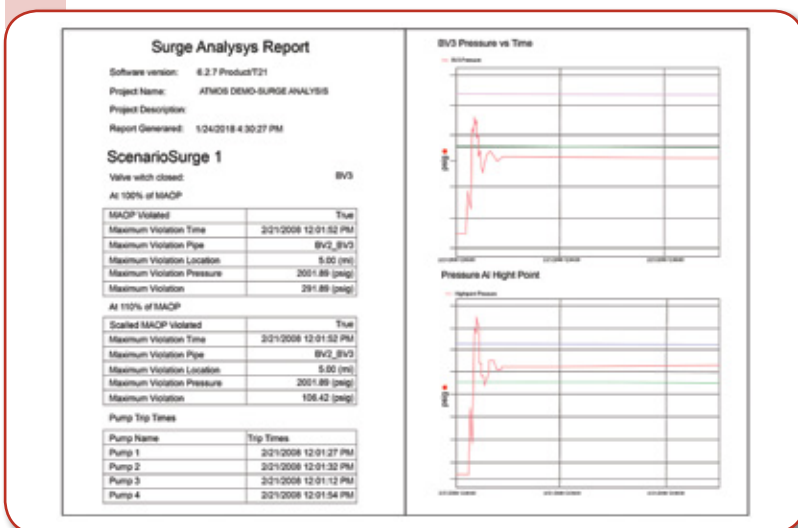 Surge Analysys Report
Software version: 6.2.7 Product/T21
Project Name: ATMOS DEMO-SURGE ANALYSIS
Project Description:
Report Generared: 1/24/2018 4:30:27 PM
ScenarioSurge 1
Valve witch closed: BV3
At 100% of MAOP
MAOP Violated True
Maximum Violation Time 2/21/2008 12:01:52 PM
Maximum Violation Pipe BV2_BV3
Maximum Violation Location 5.00 (mi)
Maximum Violation Pressure 2001.89 (psig)
Maximum Violation 291.89 (psig)
At 110% of MAOP
Scalled MAOP Violated True
Maximum Violation Time 2/21/2008 12:01:52 PM
Maximum Violation Pipe BV2_BV3
Maximum Violation Location 5.00 (mi)
Maximum Violation Pressure 2001.89 (psig)
Maximum Violation 106.42 (psig)
Pump Trip Times
Pump Name Trip Times
Pump 1 2/21/2008 12:01:27 PM
Pump 2 2/21/2008 12:01:32 PM
Pump 3 2/21/2008 12:01:12 PM
Pump 4 2/21/2008 12:01:54 PM
BV3 Pressure vs Time
BV3 Pressure
Pressure At Hight Point
Highpoint Pressure